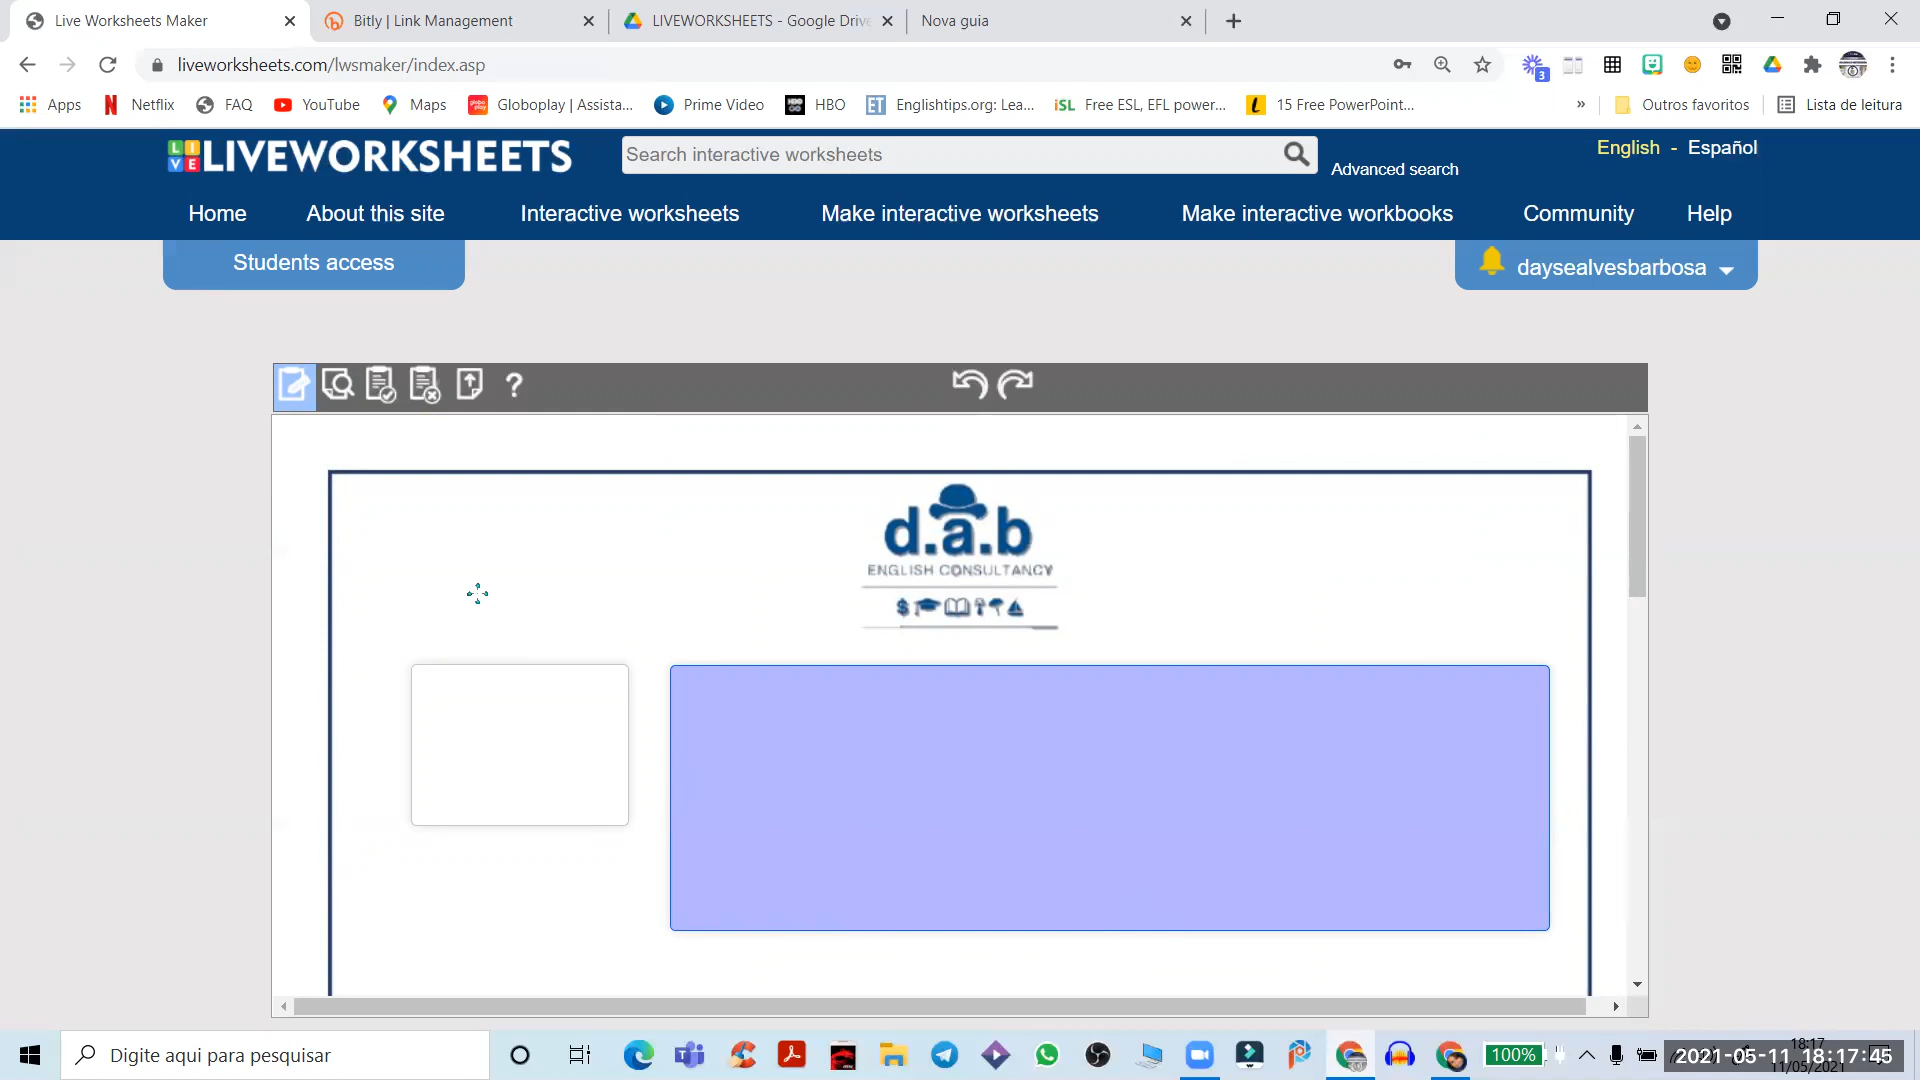 Live Worksheets Maker
Bitly | Link Management
LIVEWORKSHEETS - Google Drive
Nova guia
liveworksheets.com/lwsmaker/index.asp
3
Apps
Netflix
FAQ
YouTube
Maps
Globoplay | Assista...
Prime Video
HBO
Englishtips.org: Lea...
iSL
Free ESL, EFL power...
15 Free PowerPoint...
»
Outros favoritos
Lista de leitura
LIVE
LIVEWORKSHEETS
Search interactive worksheets
Advanced search
English - Español
Home
About this site
Interactive worksheets
Make interactive worksheets
Make interactive workbooks
Community
Help
Students access
daysealvesbarbosa
?
d.a.b
ENGLISH CONSULTANCY
Digite aqui para pesquisar
100%
18:17
2021-05-11 18:17:45
11/05/2021